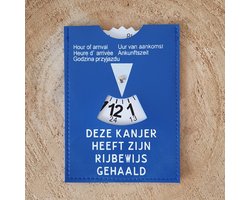 Hour of arrival
Uur van aankomst
Heure d' arrivée
Ankunftszeit
Godzina przyjazdu
12 1
DEZE KANJER
HEEFT ZIJN
RIJBEWIJS
GEHAALD